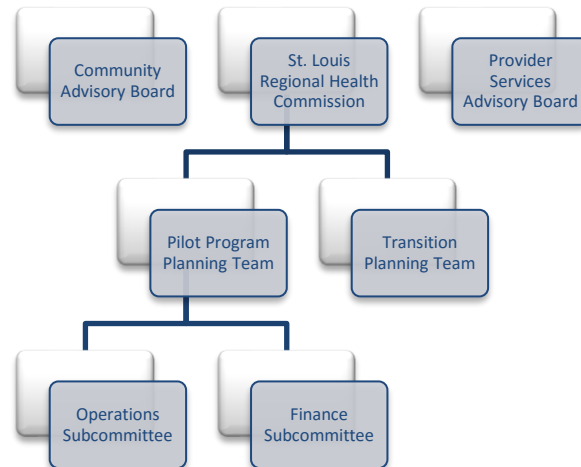 Community
Advisory Board
St. Louis
Regional Health
Commission
Provider
Services
Advisory Board
Pilot Program
Planning Team
Transition
Planning Team
Operations
Subcommittee
Finance
Subcommittee